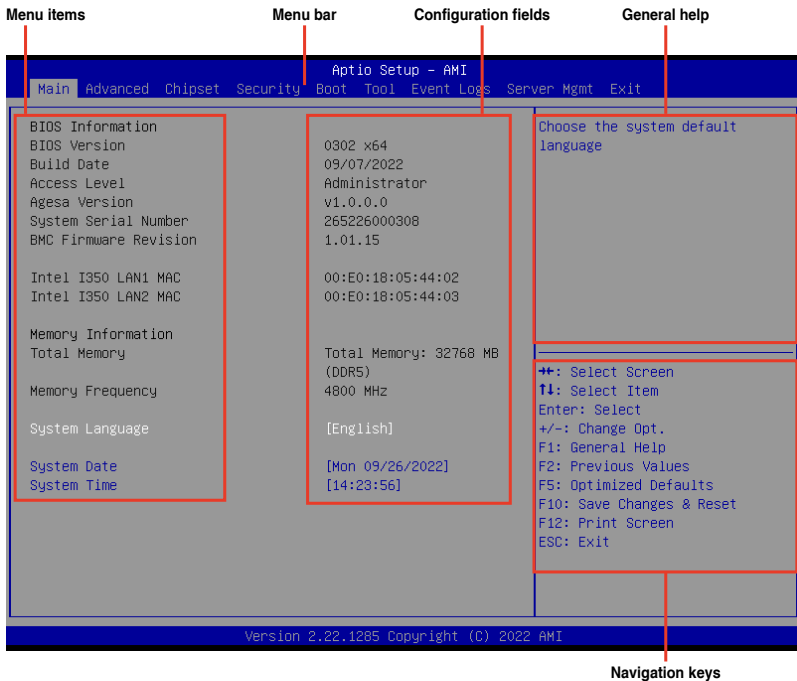 Menu items Menu bar Configuration fields General help
Aptio Setup - AMI
Main Advanced Chipset Security Boot Tool Event Logs Server Mgmt Exit
BIOS Information
BIOS Version 0302 x64
Build Date 09/07/2022
Access Level Administrator
Agesa Version v1.0.0.0
System Serial Number 265226000308
BMC Firmware Revision 1.01.15
Intel I350 LAN1 MAC 00:E0:18:05:44:02
Intel I350 LAN2 MAC 00:E0:18:05:44:03
Memory Information
Total Memory Total Memory: 32768 MB
(DDR5)
Memory Frequency 4800 MHz
System Language [English]
System Date [Mon 09/26/2022]
System Time [14:23:56]
Choose the system default
language
→←: Select Screen
↑↓: Select Item
Enter: Select
+/-: Change Opt.
F1: General Help
F2: Previous Values
F5: Optimized Defaults
F10: Save Changes & Reset
F12: Print Screen
ESC: Exit
Version 2.22.1285 Copyright (C) 2022 AMI
Navigation keys